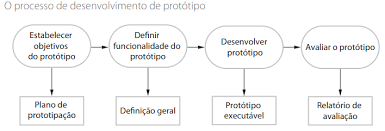 O processo de desenvolvimento de protótipo
Estabelecer
objetivos
do protótipo
Definir
funcionalidade do
protótipo
Desenvolver
protótipo
Avaliar o protótipo
Plano de
prototipação
Definição geral
Protótipo
executável
Relatório de
avaliação